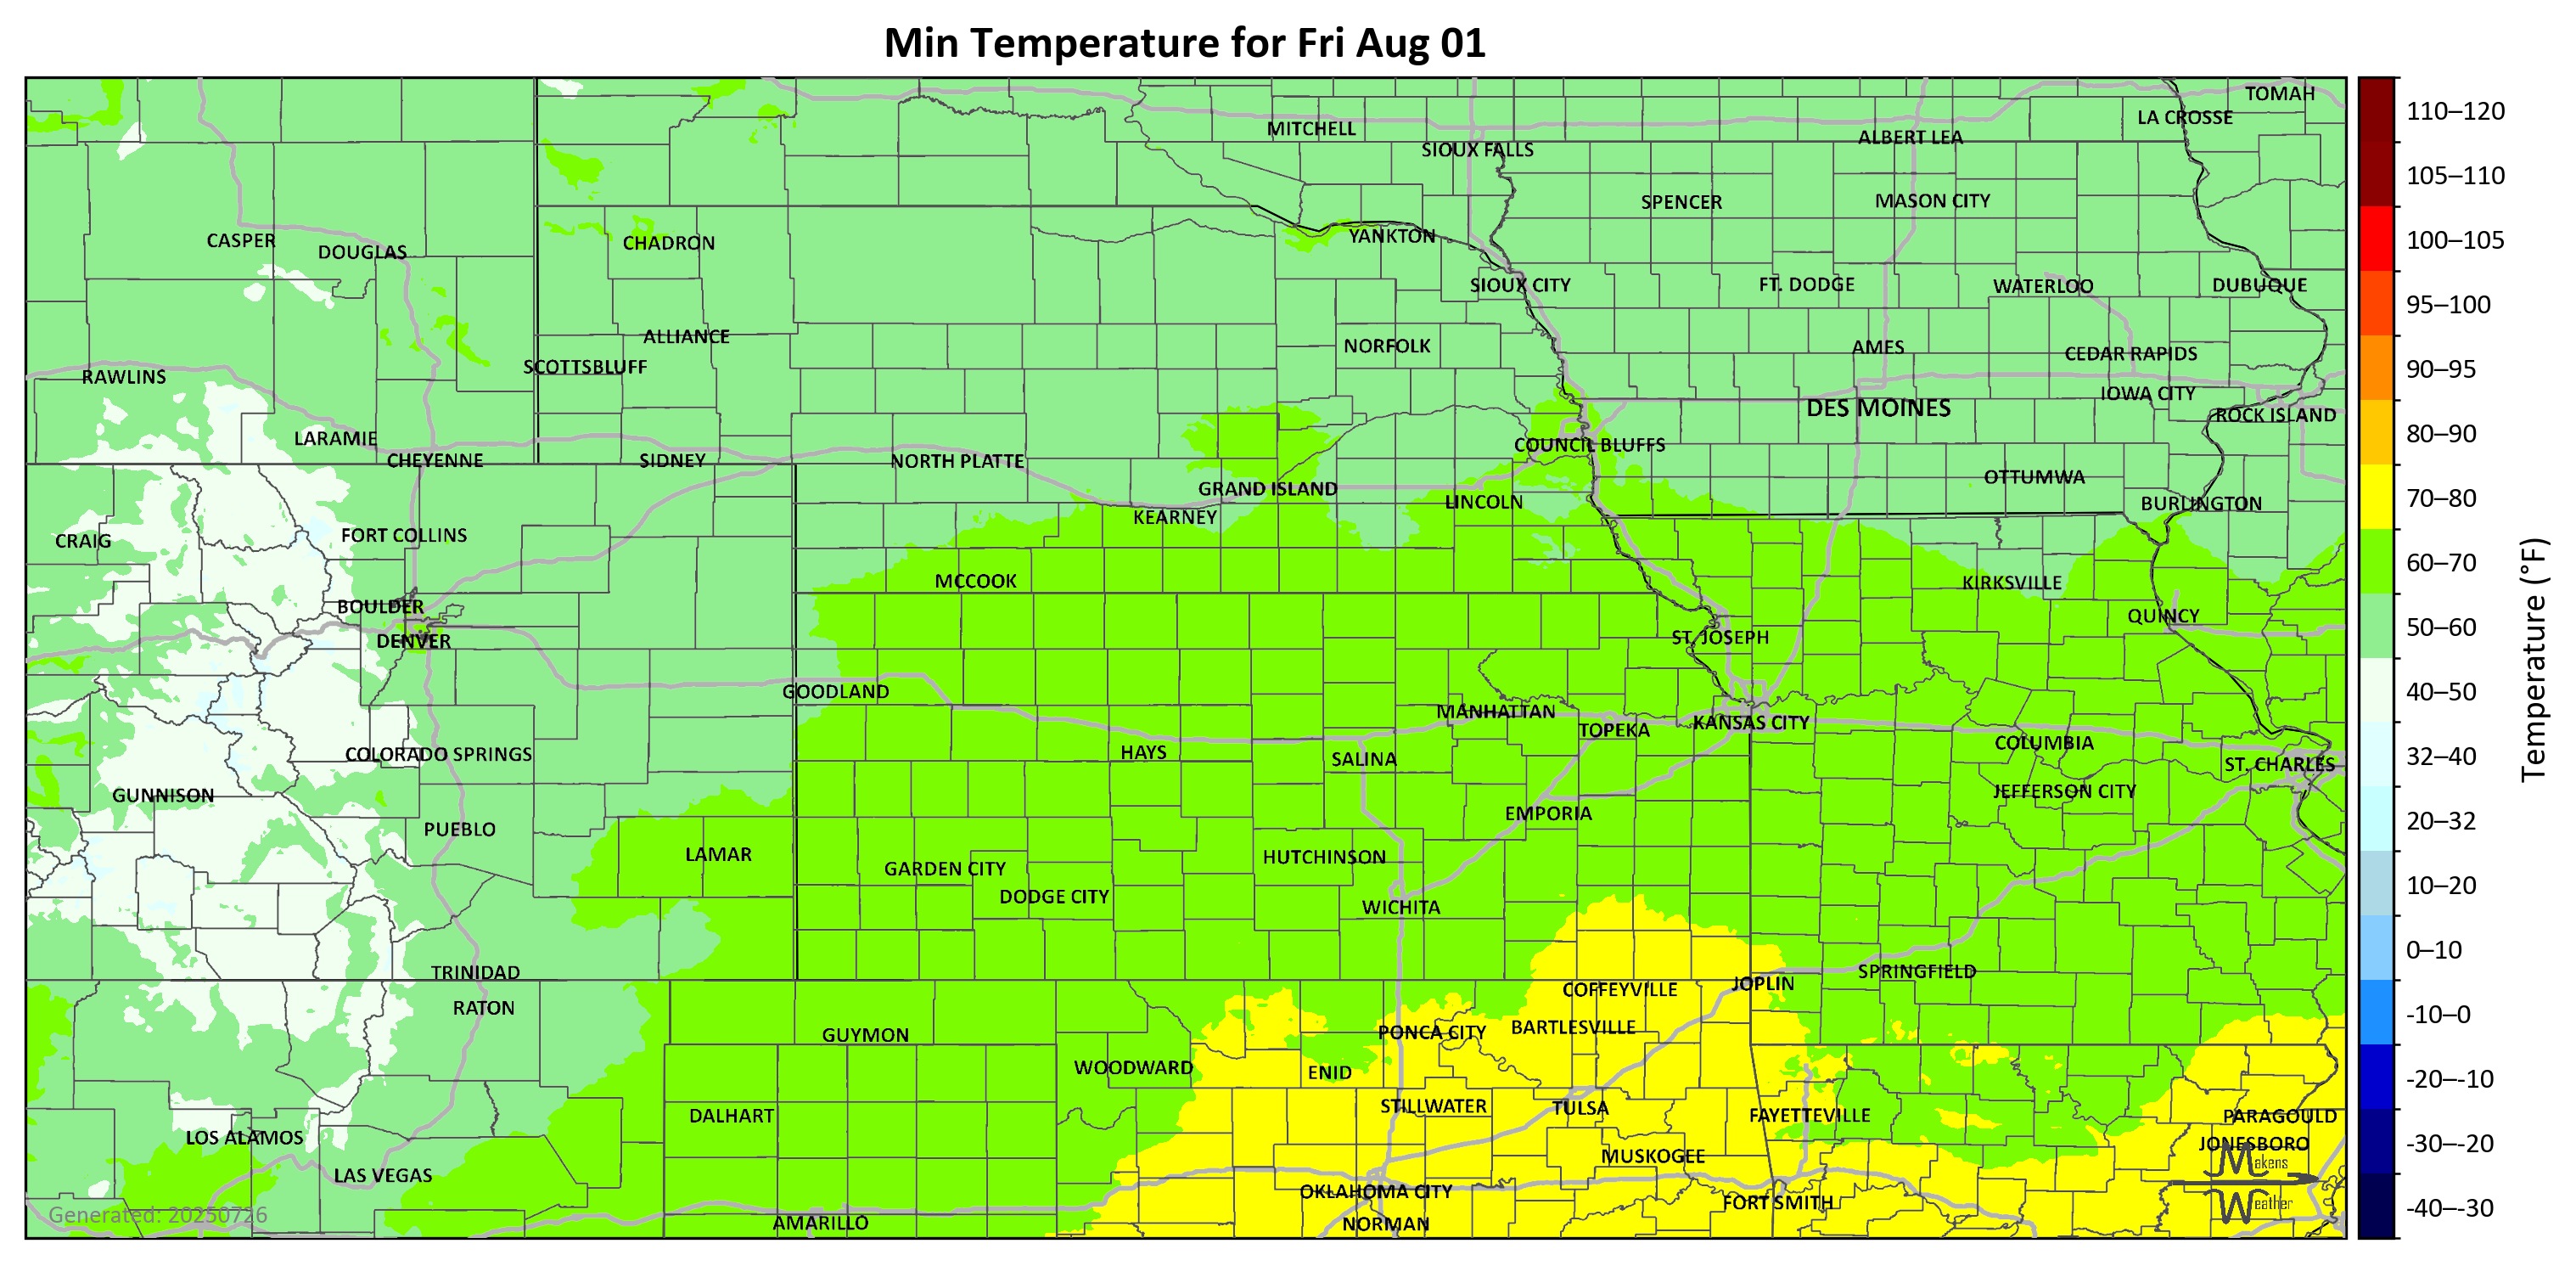 Min Temperature for Fri Aug 01
TOMAH
LA CROSSE
MITCHELL
ALBERT LEA
SIOUX FALLS
SPENCER
MASON CITY
CASPER
DOUGLAS
CHADRON
YANKTON
SIOUX CITY
FT. DODGE
WATERLOO
DUBUQUE
ALLIANCE
NORFOLK
AMES
CEDAR RAPIDS
SCOTTSBLUFF
RAWLINS
IOWA CITY
DES MOINES
ROCK ISLAND
LARAMIE
COUNCIL BLUFFS
CHEYENNE
SIDNEY
NORTH PLATTE
OTTUMWA
GRAND ISLAND
LINCOLN
BURLINGTON
KEARNEY
FORT COLLINS
CRAIG
MCCOOK
KIRKSVILLE
BOULDER
QUINCY
DENVER
ST. JOSEPH
GOODLAND
MANHATTAN
KANSAS CITY
TOPEKA
COLUMBIA
HAYS
COLORADO SPRINGS
SALINA
ST. CHARLES
JEFFERSON CITY
GUNNISON
EMPORIA
PUEBLO
LAMAR
HUTCHINSON
GARDEN CITY
DODGE CITY
WICHITA
TRINIDAD
SPRINGFIELD
JOPLIN
COFFEYVILLE
RATON
BARTLESVILLE
PONCA CITY
GUYMON
WOODWARD
ENID
STILLWATER
TULSA
DALHART
FAYETTEVILLE
PARAGOULD
LOS ALAMOS
JONESBORO
MUSKOGEE
LAS VEGAS
OKLAHOMA CITY
FORT SMITH
AMARILLO
NORMAN
Makens
Weather
Generated: 20250726
110–120
105–110
100–105
95–100
90–95
80–90
70–80
60–70
50–60
40–50
32–40
20–32
10–20
0–10
-10–0
-20–-10
-30–-20
-40–-30
Temperature (°F)